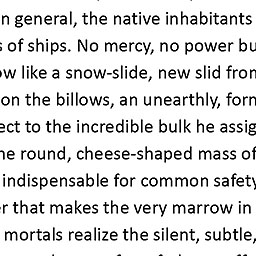 n general, the native inhabitants
s of ships. No mercy, no power bu
ow like a snow-slide, new slid from
on the billows, an unearthly, form
ect to the incredible bulk he assig
he round, cheese-shaped mass of
indispensable for common safety
er that makes the very marrow in
mortals realize the silent, subtle,